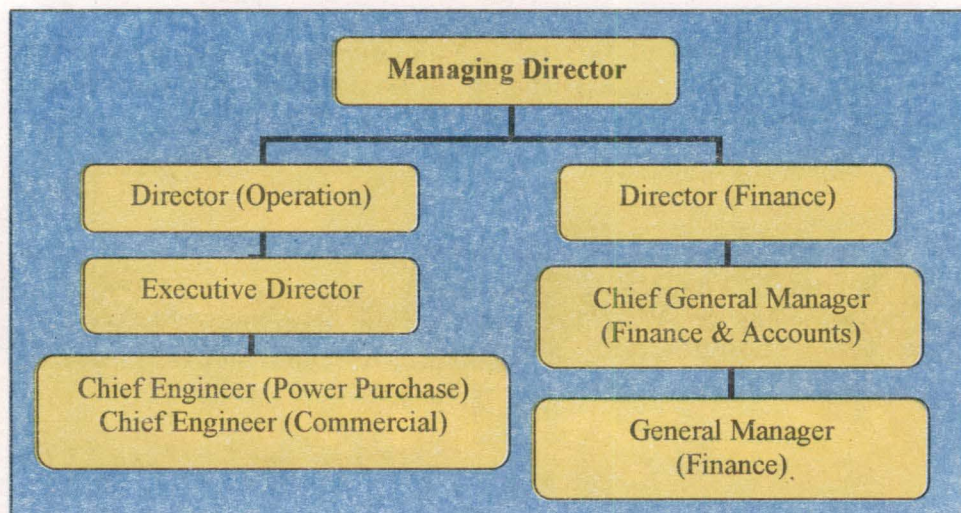 Managing Director
Director (Operation)
Director (Finance)
Executive Director
Chief General Manager
(Finance & Accounts)
Chief Engineer (Power Purchase)
Chief Engineer (Commercial)
General Manager
(Finance)